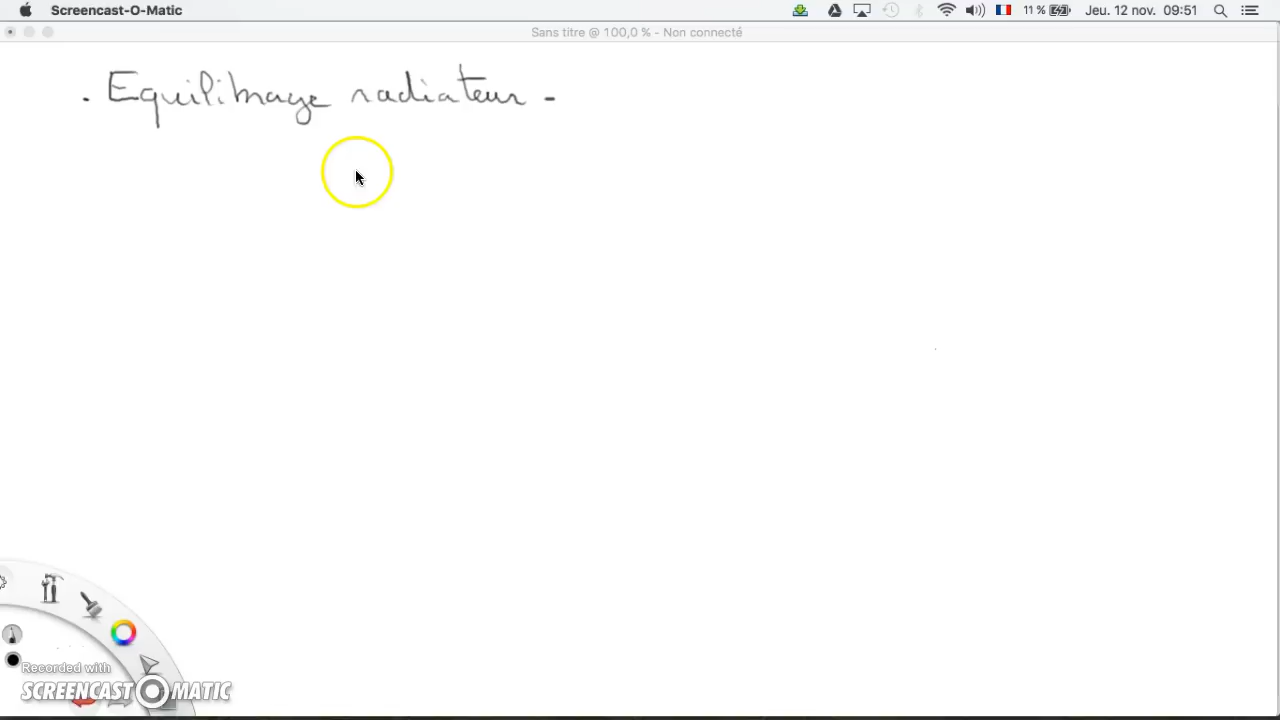 Screencast-O-Matic 11 % Jeu. 12 nov. 09:51
Sans titre @ 100,0 % - Non connecté
. Equilibrage radiateur -
Recorded with
SCREENCAST O MATIC